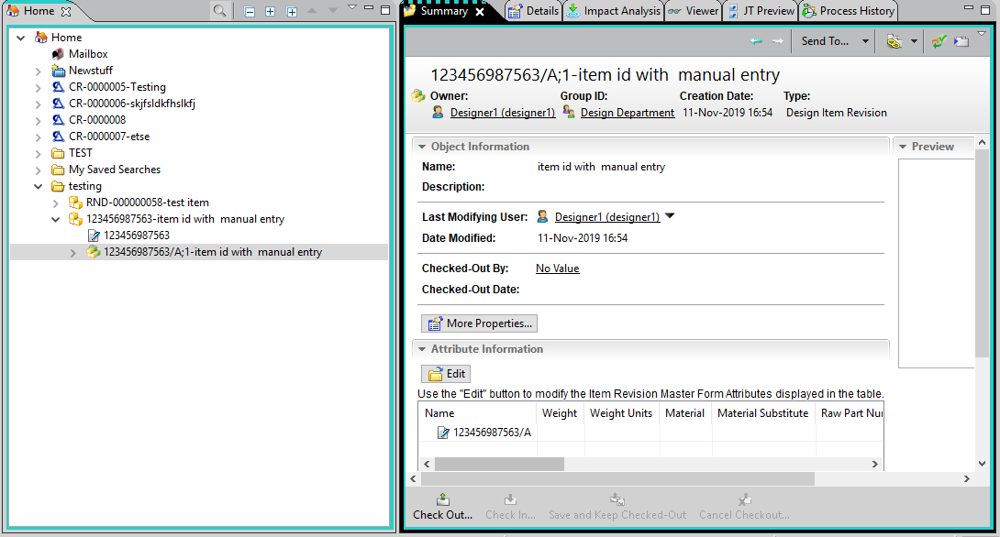 Home
Home
Mailbox
Newstuff
CR-0000005-Testing
CR-0000006-skjfsldkfhslkfj
CR-0000008
CR-0000007-etse
TEST
My Saved Searches
testing
RND-000000058-test item
123456987563-item id with  manual entry
123456987563
123456987563/A;1-item id with  manual entry
Summary Details Impact Analysis Viewer JT Preview Process History
Send To...
123456987563/A;1-item id with  manual entry
Owner: Group ID: Creation Date: Type:
Designer1 (designer1) Design Department 11-Nov-2019 16:54 Design Item Revision
Object Information
Preview
Name: item id with  manual entry
Description:
Last Modifying User: Designer1 (designer1)
Date Modified: 11-Nov-2019 16:54
Checked-Out By: No Value
Checked-Out Date:
More Properties...
Attribute Information
Edit
Use the "Edit" button to modify the Item Revision Master Form Attributes displayed in the table.
Name Weight Weight Units Material Material Substitute Raw Part Nu
123456987563/A
Check Out... Check In... Save and Keep Checked-Out Cancel Checkout...